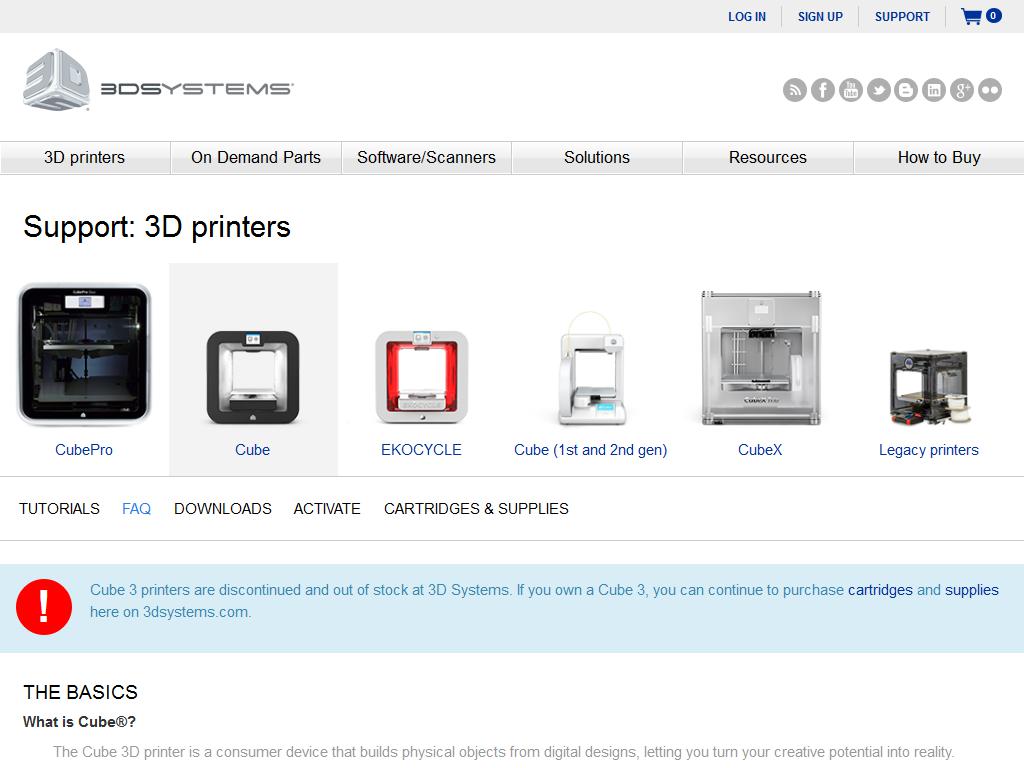 LOG IN
SIGN UP
SUPPORT
0
3DSYSTEMS
3D printers
On Demand Parts
Software/Scanners
Solutions
Resources
How to Buy
Support: 3D printers
CubePro
Cube
EKOCYCLE
Cube (1st and 2nd gen)
CubeX
Legacy printers
TUTORIALS
FAQ
DOWNLOADS
ACTIVATE
CARTRIDGES & SUPPLIES
Cube 3 printers are discontinued and out of stock at 3D Systems. If you own a Cube 3, you can continue to purchase cartridges and supplies
here on 3dsystems.com.
THE BASICS
What is Cube®?
The Cube 3D printer is a consumer device that builds physical objects from digital designs, letting you turn your creative potential into reality.